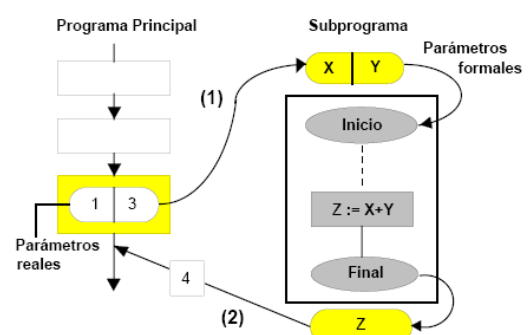 Programa Principal
Subprograma
Parámetros
formales
X Y
(1)
Inicio
1 3
Z := X+Y
Parámetros
reales
4
Final
(2)
Z